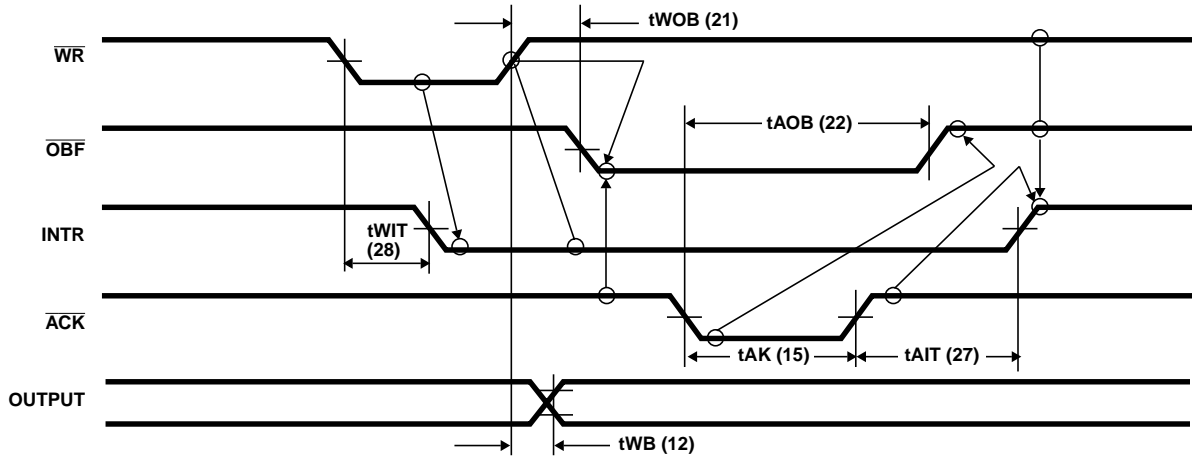 tWOB (21)
WR
tAOB (22)
OBF
INTR
tWIT
(28)
ACK
tAK (15)
tAIT (27)
OUTPUT
tWB (12)